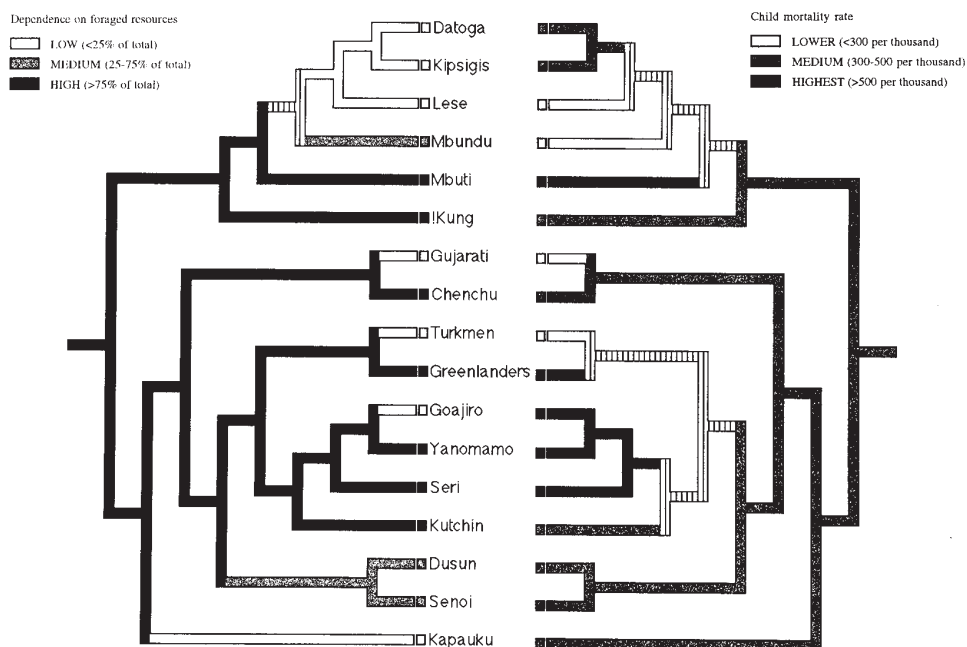 Dependence on foraged resources
LOW (<25% of total)
MEDIUM (25-75% of total)
HIGH (>75% of total)
Child mortality rate
LOWER (<300 per thousand)
MEDIUM (300-500 per thousand)
HIGHEST (>500 per thousand)
Datoga
Kipsigis
Lese
Mbundu
Mbuti
!Kung
Gujarati
Chenchu
Turkmen
Greenlanders
Goajiro
Yanomamo
Seri
Kutchin
Dusun
Senoi
Kapauku